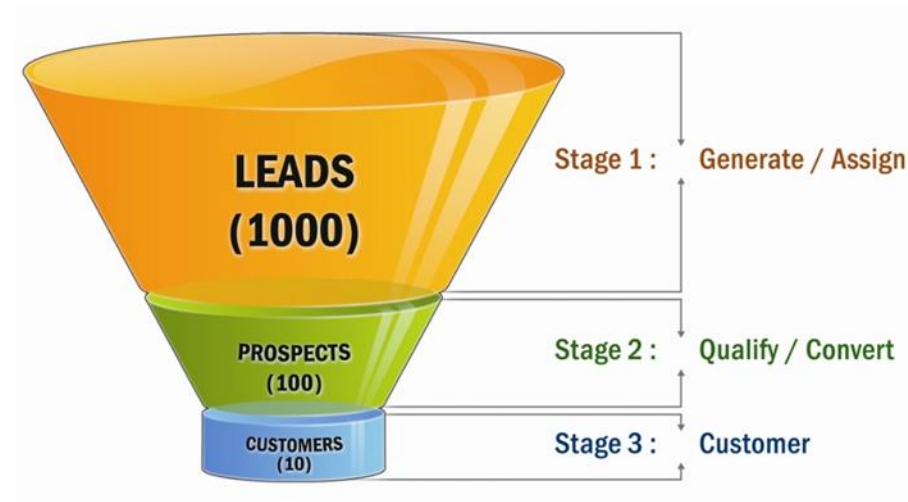 LEADS
(1000)
Stage 1 : Generate / Assign
PROSPECTS
(100)
Stage 2 : Qualify / Convert
CUSTOMERS
(10)
Stage 3 : Customer